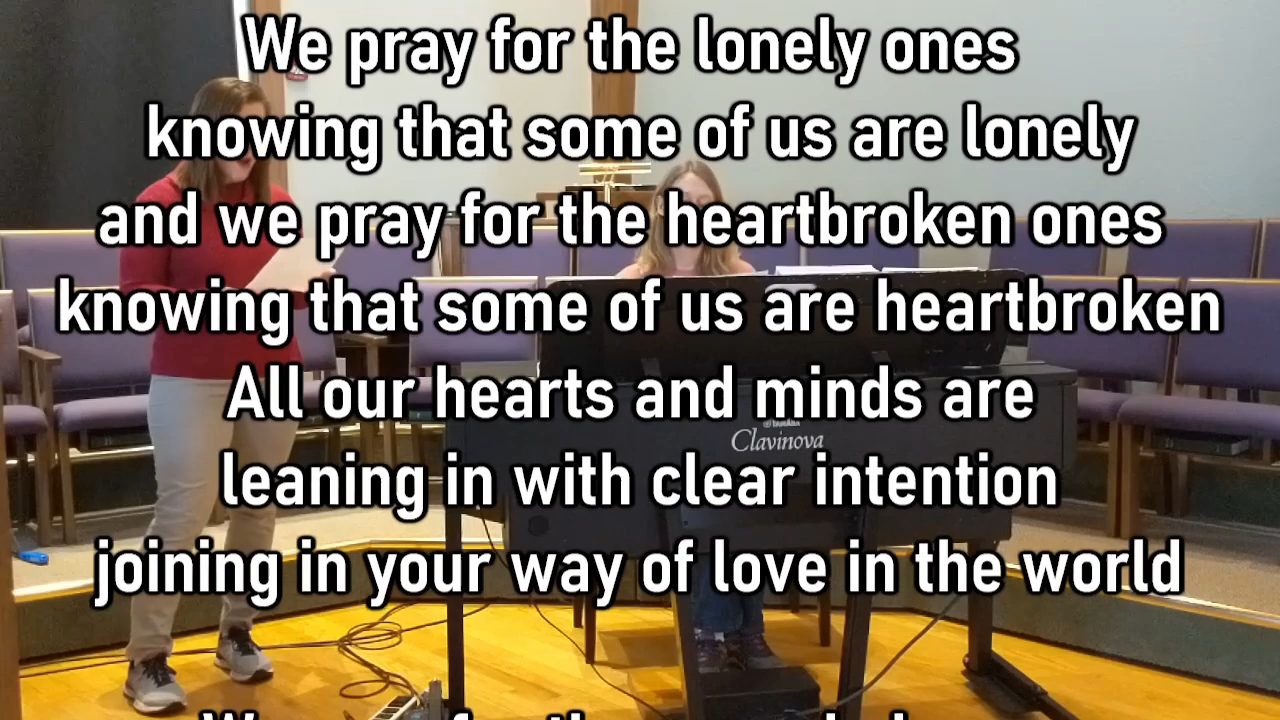 We pray for the lonely ones
knowing that some of us are lonely
and we pray for the heartbroken ones
knowing that some of us are heartbroken
All our hearts and minds are
YAMAHA
Clavinova
leaning in with clear intention
joining in your way of love in the world